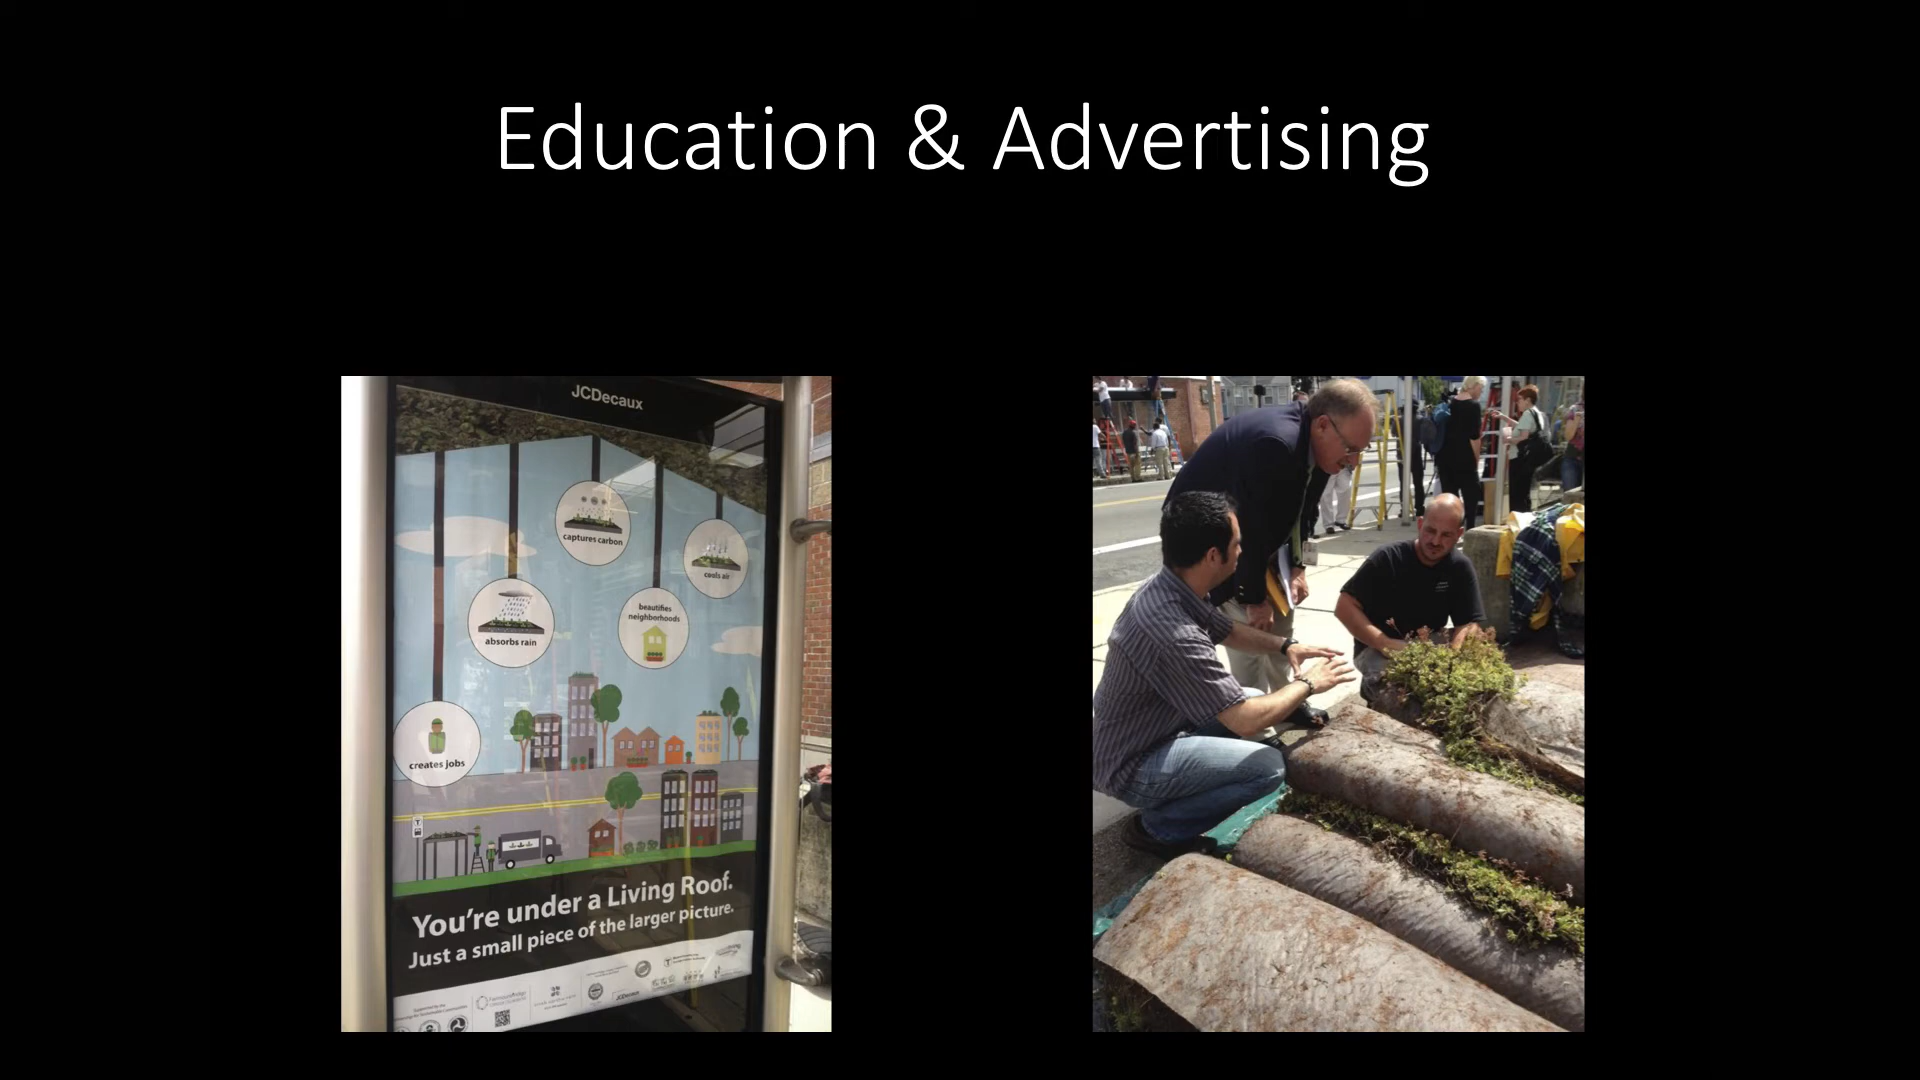 Education & Advertising
JCDecaux
captures carbon
cools air
absorbs rain
beautifies
neighborhoods
creates jobs
T
You're under a Living Roof.
Just a small piece of the larger picture.
JCDecaux